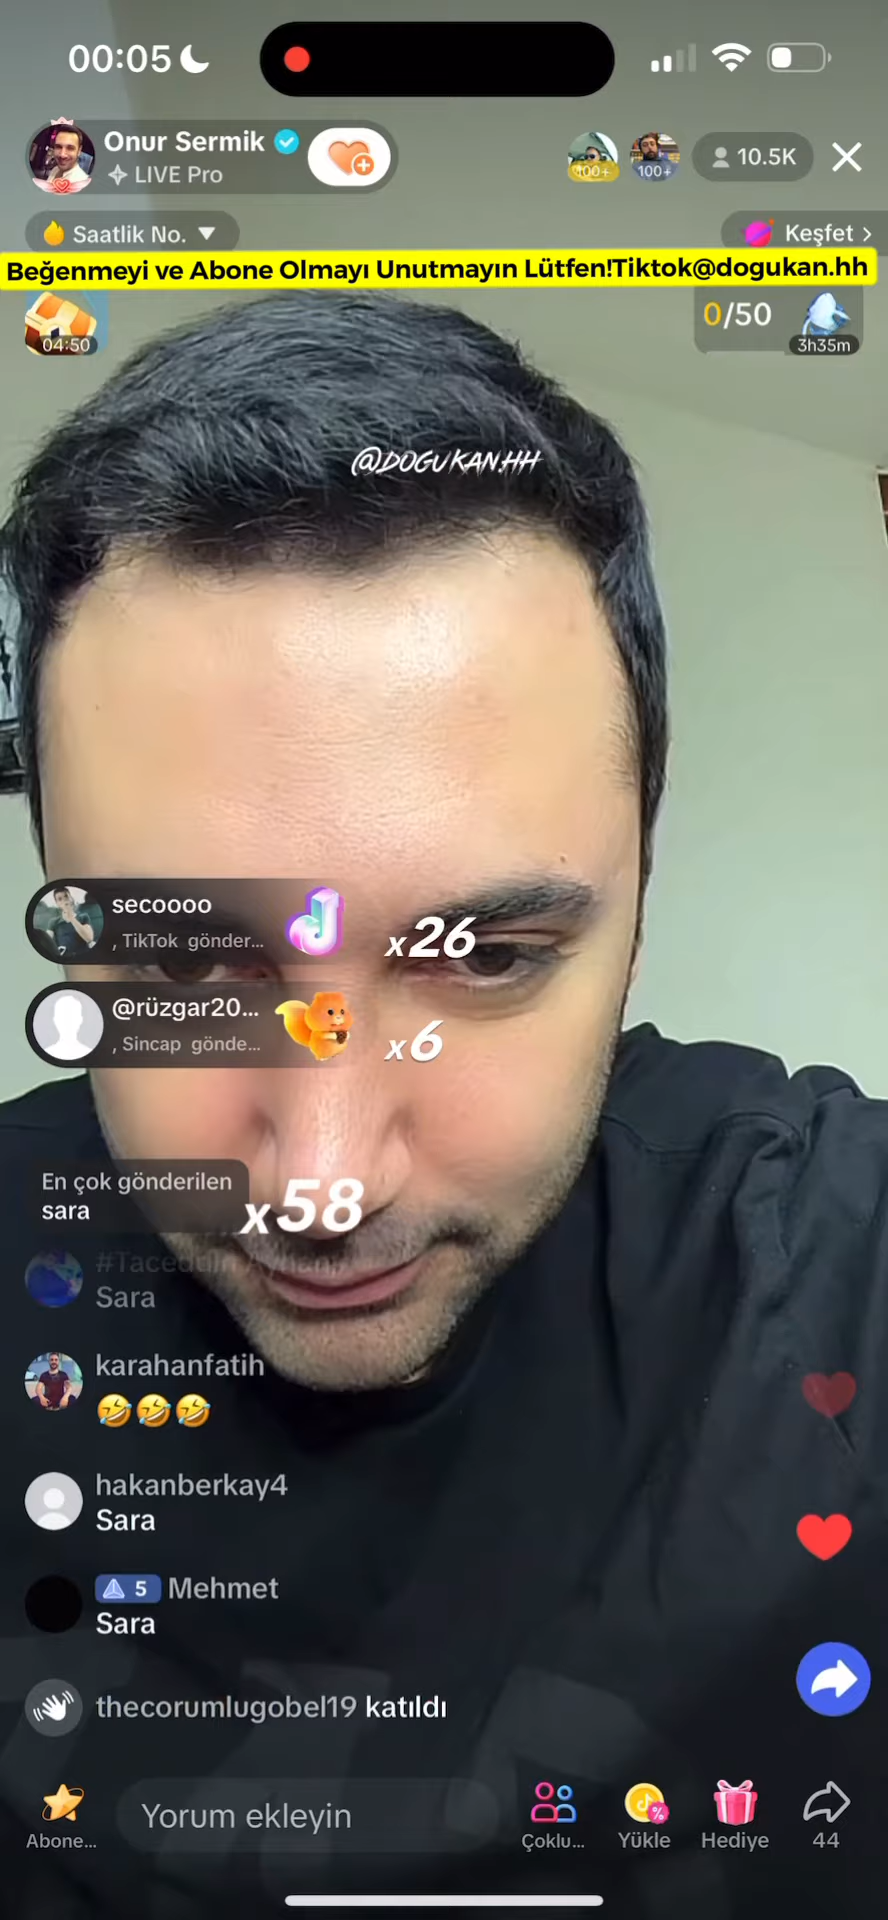 00:05
Onur Sermik
LIVE Pro
100+
100+
10.5K
Saatlik No.
Keşfet >
Beğenmeyi ve Abone Olmayı Unutmayın Lütfen!Tiktok@dogukan.hh
04:50
0/50
3h35m
@DOGUKAN.HH
secoooo
, TikTok gönder...
x26
@rüzgar20...
, Sincap gönde...
x6
En çok gönderilen
sara
x58
Sara
karahanfatih
🤣🤣🤣
hakanberkay4
Sara
5 Mehmet
Sara
thecorumlugobel19 katıldı
Abone...
Yorum ekleyin
Çoklu...
Yükle
Hediye
44